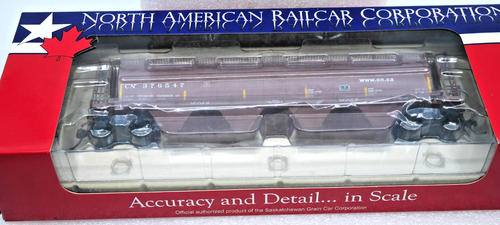 NORTH AMERICAN RAILCAR CORPORATION
CN 376547
www.cn.ca
Accuracy and Detail... in Scale
Official authorized product of the Saskatchewan Grain Car Corporation